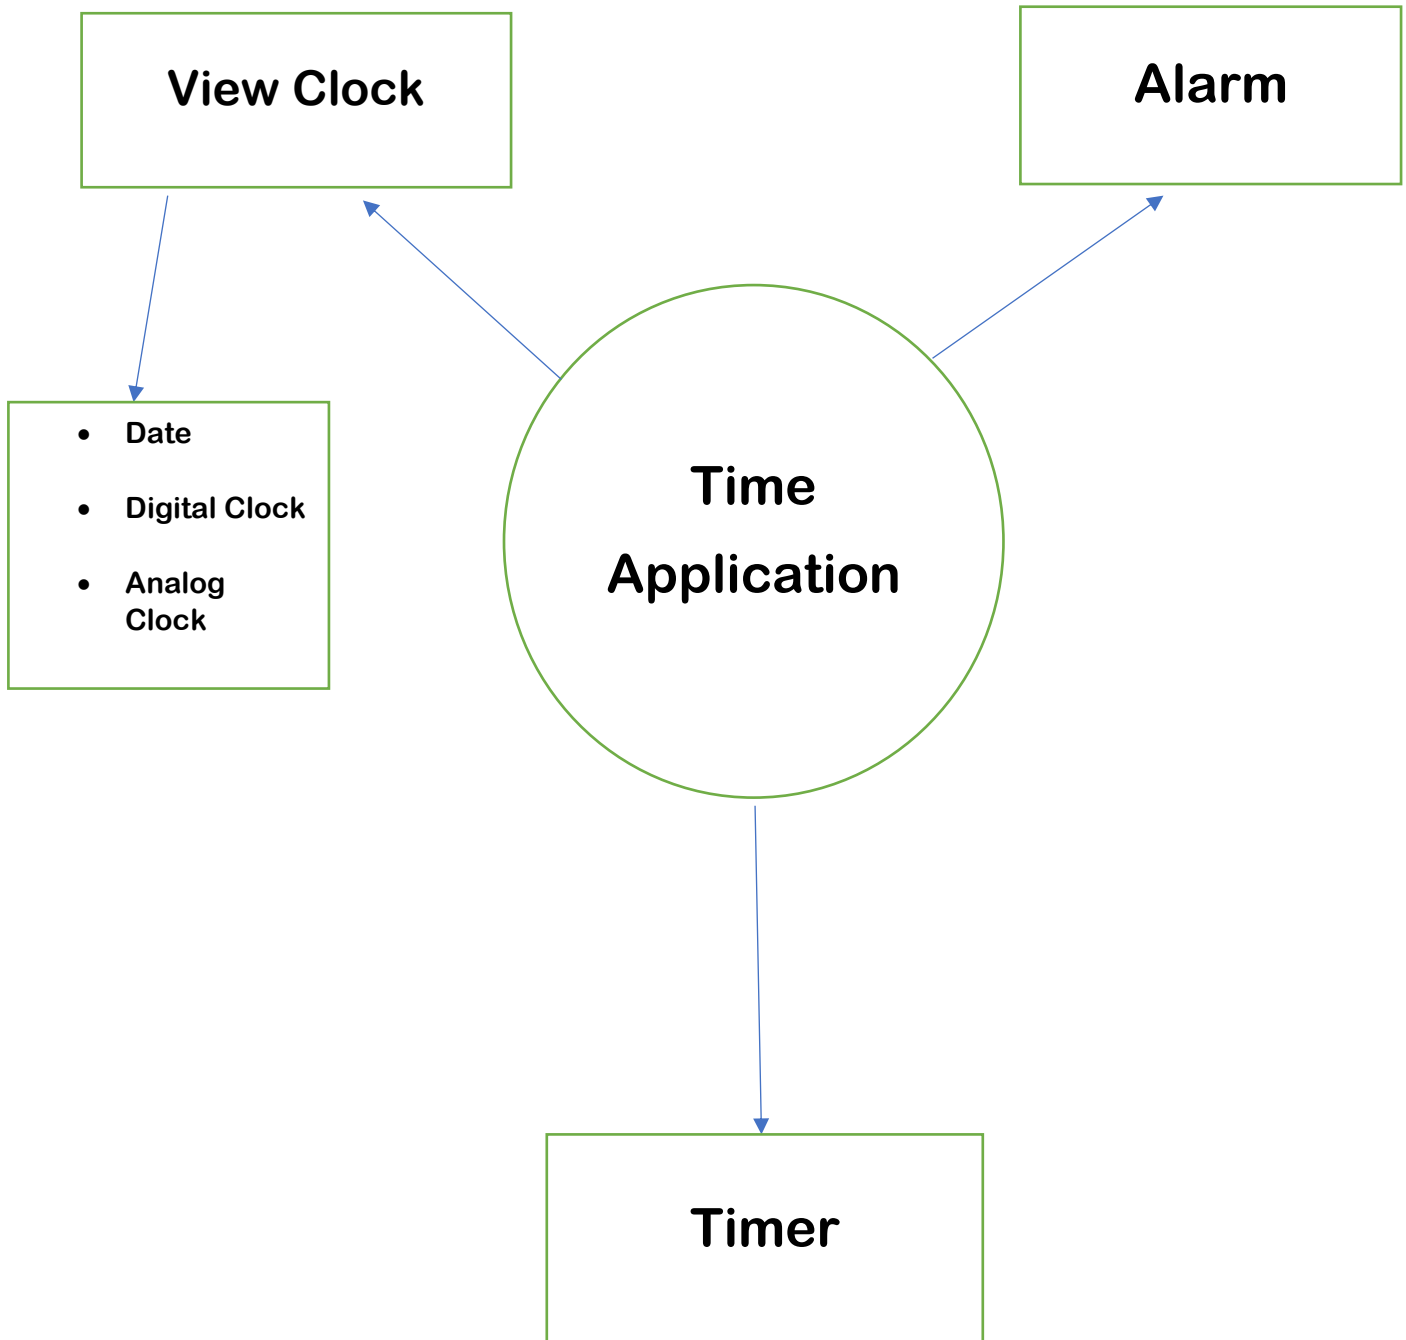 View Clock
Alarm
Date
Digital Clock
Analog
Clock
Time
Application
Timer